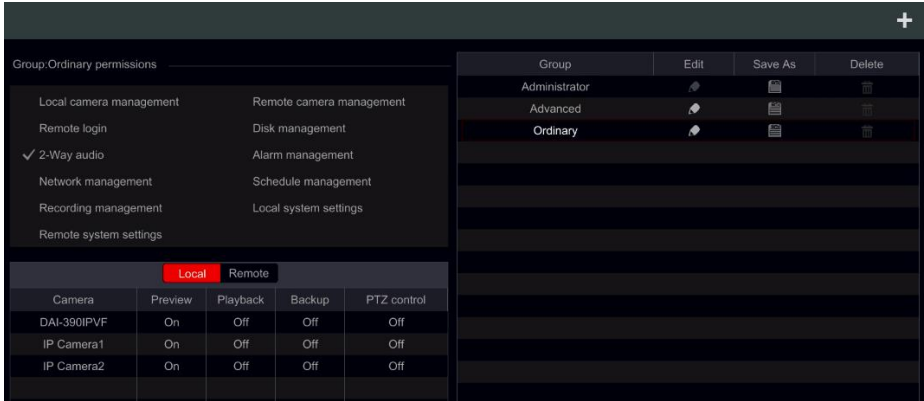 +
Group:Ordinary permissions
Local camera management Remote camera management
Remote login Disk management
✓ 2-Way audio Alarm management
Network management Schedule management
Recording management Local system settings
Remote system settings
Local Remote
Camera Preview Playback Backup PTZ control
DAI-390IPVF On Off Off Off
IP Camera1 On Off Off Off
IP Camera2 On Off Off Off
Group Edit Save As Delete
Administrator
Advanced
Ordinary